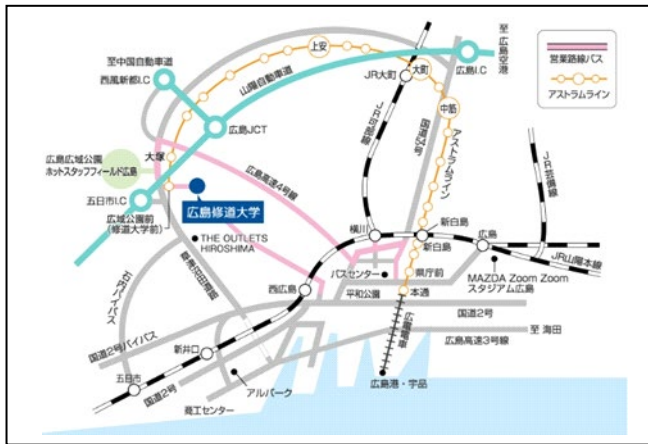 至広島空港
営業路線バス
アストラムライン
至中国自動車道
西風新都I.C
山陽自動車道
上安
大町
JR大町
広島I.C
中筋
国道54号
アストラムライン
JR可部線
JR芸備線
広島JCT
大塚
広島広域公園
ホットスタッフフィールド広島
五日市I.C
広域公園前
(修道大学前)
広島修道大学
広島高速4号線
THE OUTLETS
HIROSHIMA
石内バイパス
横川
新白島
新白島
広島
JR山陽本線
バスセンター
県庁前
MAZDA Zoom Zoom
スタジアム広島
西広島
平和公園
本通
国道2号
国道2号バイパス
新井口
広島電車
広島高速3号線
至 海田
五日市
国道2号
アルパーク
商工センター
広島港・宇品